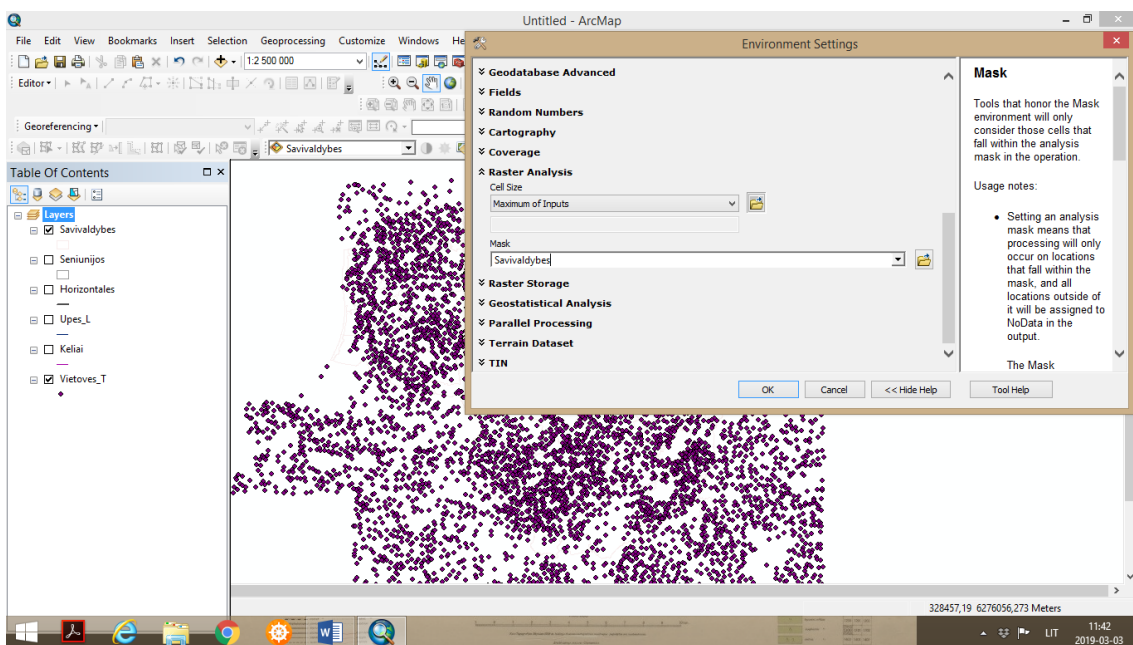 Untitled - ArcMap
File Edit View Bookmarks Insert Selection Geoprocessing Customize Windows He
1:2 500 000
Editor
Georeferencing
Savivaldybes
Table Of Contents
Layers
Savivaldybes
Seniunijos
Horizontales
Upes_L
Keliai
Vietoves_T
Environment Settings
Geodatabase Advanced
Fields
Random Numbers
Cartography
Coverage
Raster Analysis
Cell Size
Maximum of Inputs
Mask
Savivaldybes
Raster Storage
Geostatistical Analysis
Parallel Processing
Terrain Dataset
TIN
OK Cancel << Hide Help Tool Help
Mask
Tools that honor the Mask
environment will only
consider those cells that
fall within the analysis
mask in the operation.
Usage notes:
• Setting an analysis
mask means that
processing will only
occur on locations
that fall within the
mask, and all
locations outside of
it will be assigned to
NoData in the
output.
The Mask
328457,19 6276056,273 Meters
LIT
11:42
2019-03-03